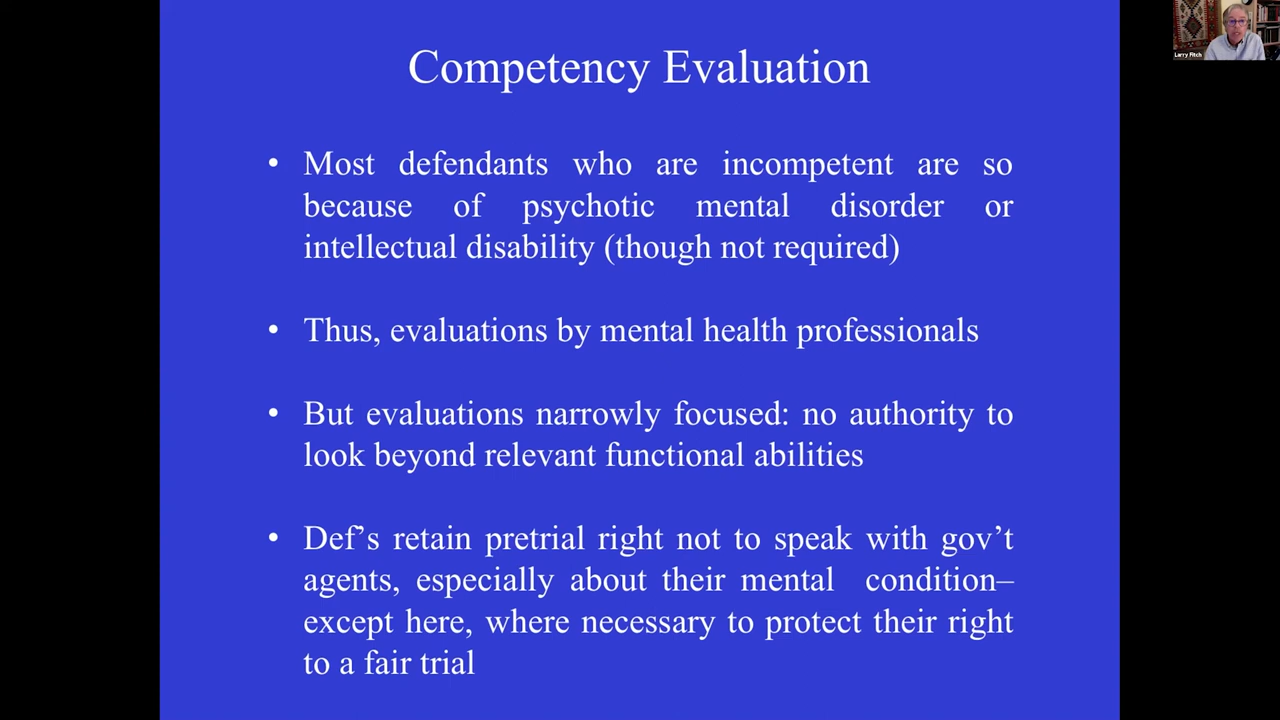 Competency Evaluation
Larry Fitch
• Most defendants who are incompetent are so
because of psychotic mental disorder or
intellectual disability (though not required)
• Thus, evaluations by mental health professionals
• But evaluations narrowly focused: no authority to
look beyond relevant functional abilities
• Def’s retain pretrial right not to speak with gov’t
agents, especially about their mental condition–
except here, where necessary to protect their right
to a fair trial